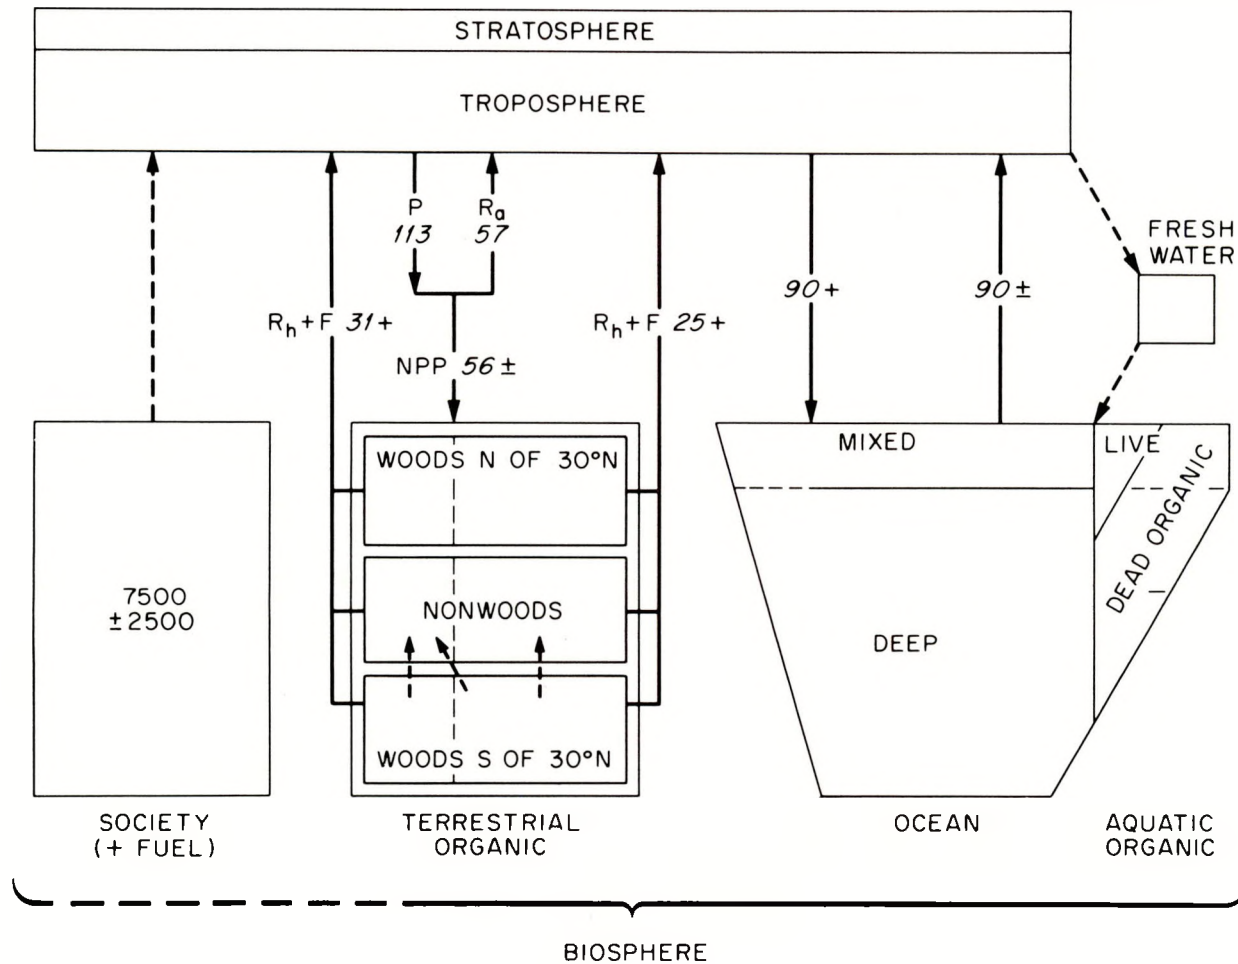 STRATOSPHERE
TROPOSPHERE
P
113
Ra
57
FRESH
WATER
90+
90±
Rh+F 31+
Rh+F 25+
NPP 56±
WOODS N OF 30°N
MIXED
LIVE
DEAD ORGANIC
7500
±2500
NONWOODS
DEEP
WOODS S OF 30°N
SOCIETY
(+ FUEL)
TERRESTRIAL
ORGANIC
OCEAN
AQUATIC
ORGANIC
BIOSPHERE